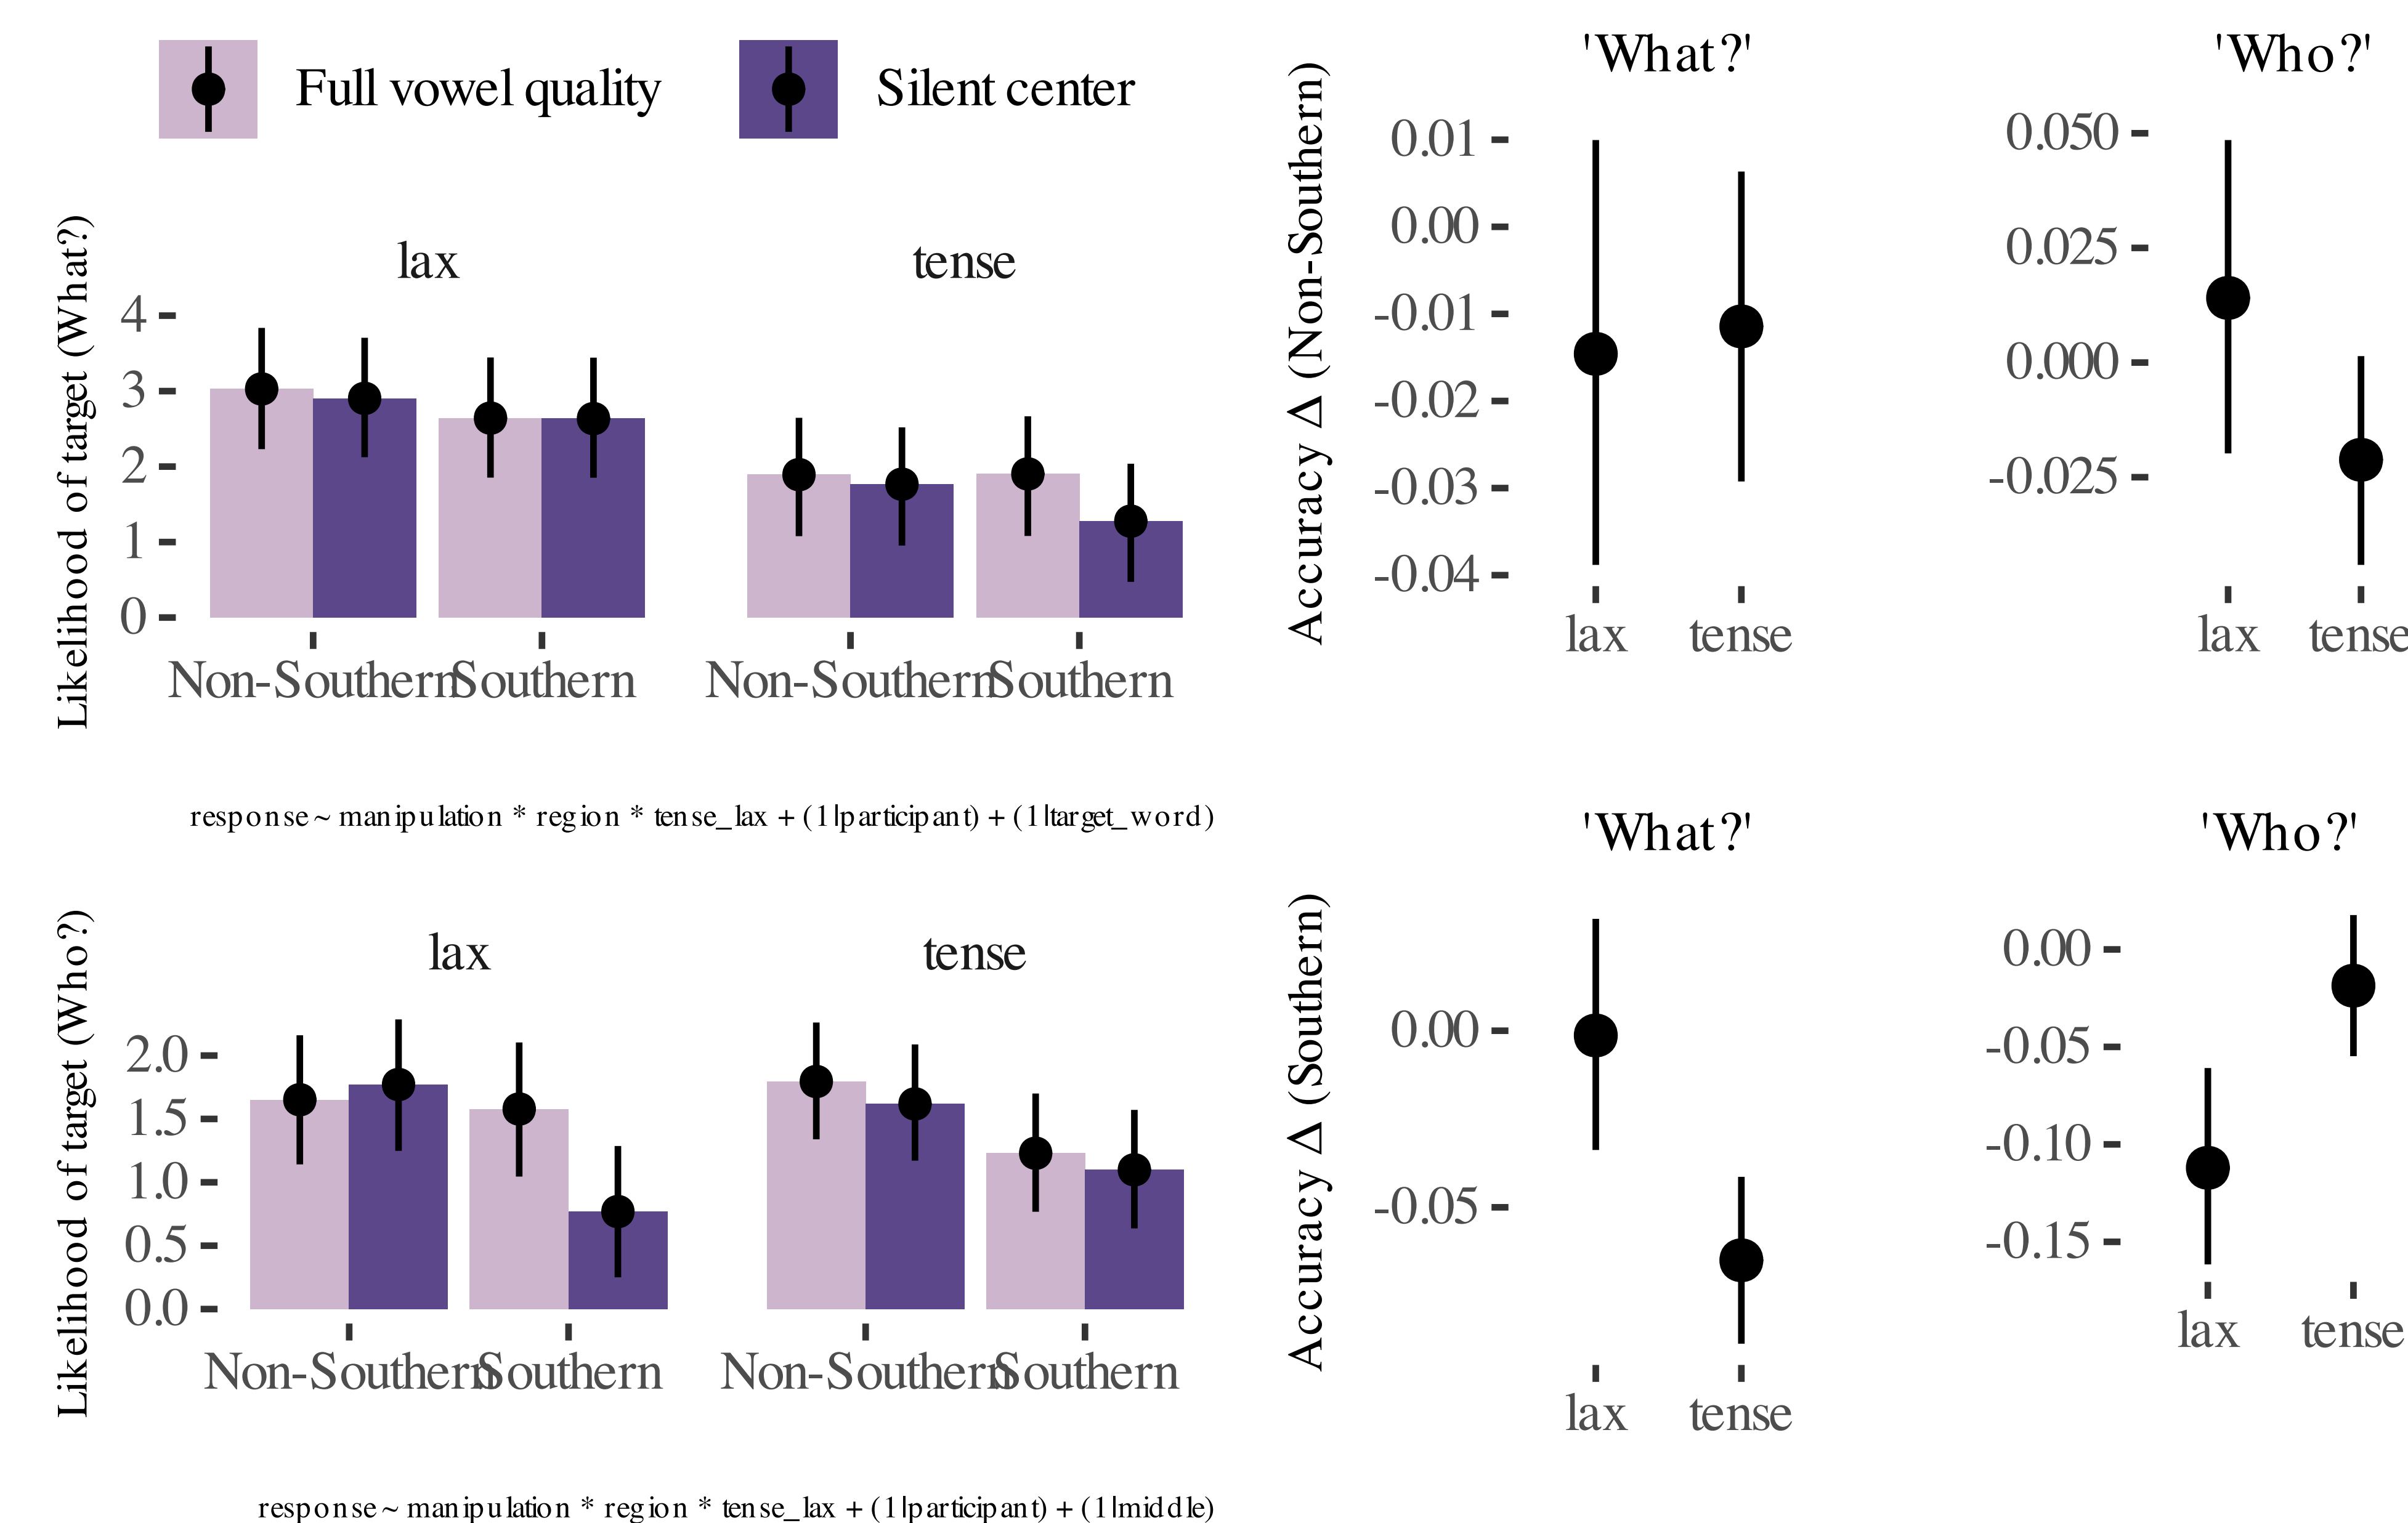 Full vowel quality
Silent center
Likelihood of target (What?)
lax
tense
4
3
2
1
0
Non-Southern
Southern
Non-Southern
Southern
response ~ manipulation * region * tense_lax + (1|participant) + (1|target_word)
Accuracy Δ (Non-Southern)
'What?'
0.01
0.00
-0.01
-0.02
-0.03
-0.04
lax
tense
'Who?'
0.050
0.025
0.000
-0.025
lax
tense
Likelihood of target (Who?)
lax
tense
2.0
1.5
1.0
0.5
0.0
Non-Southern
Southern
Non-Southern
Southern
response ~ manipulation * region * tense_lax + (1|participant) + (1|middle)
Accuracy Δ (Southern)
'What?'
0.00
-0.05
lax
tense
'Who?'
0.00
-0.05
-0.10
-0.15
lax
tense